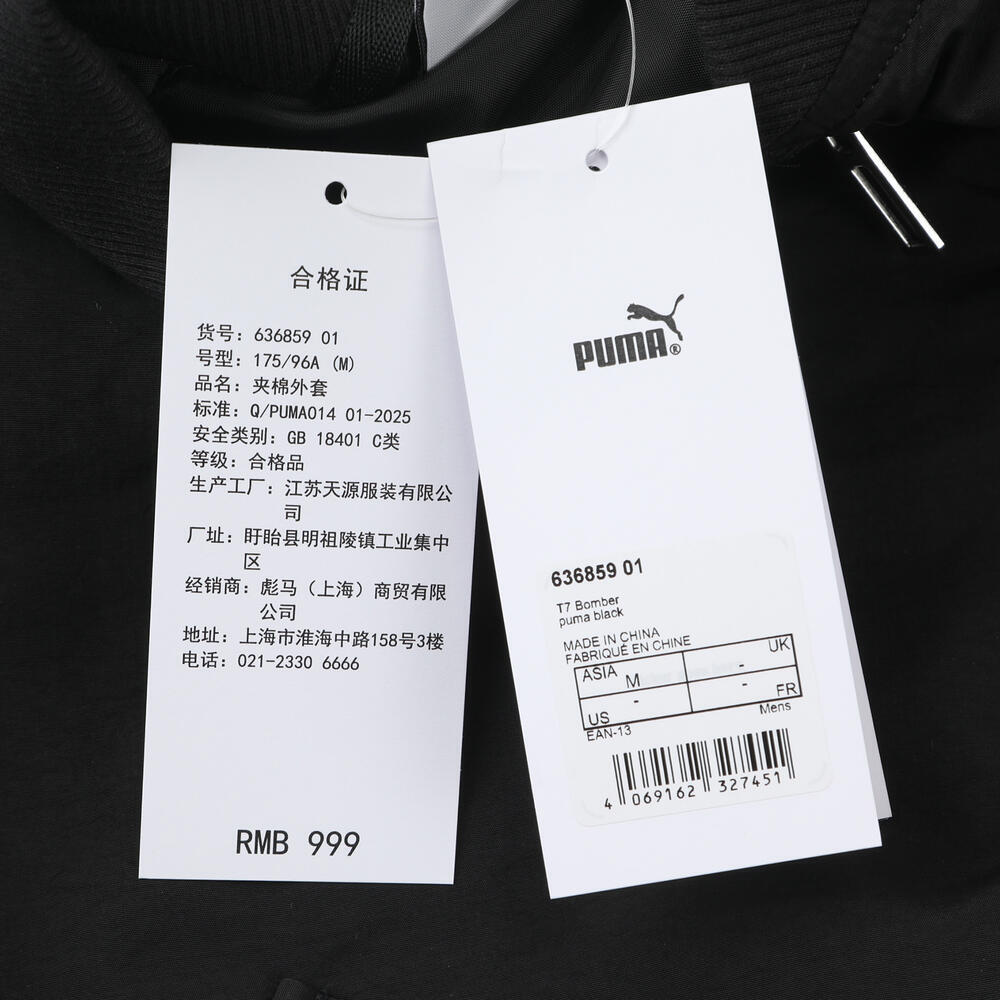 合格证
货号：636859 01
号型：175/96A (M)
品名：夹棉外套
标准：Q/PUMA014 01-2025
安全类别：GB 18401 C类
等级：合格品
生产工厂：江苏天源服装有限公
司
厂址：盱眙县明祖陵镇工业集中
区
经销商：彪马（上海）商贸有限
公司
地址：上海市淮海中路158号3楼
电话：021-2330 6666
RMB 999
PUMA®
636859 01
T7 Bomber
puma black
MADE IN CHINA
FABRIQUÉ EN CHINE
ASIA M - UK
US - - FR
EAN-13 Mens
4 069162 327451